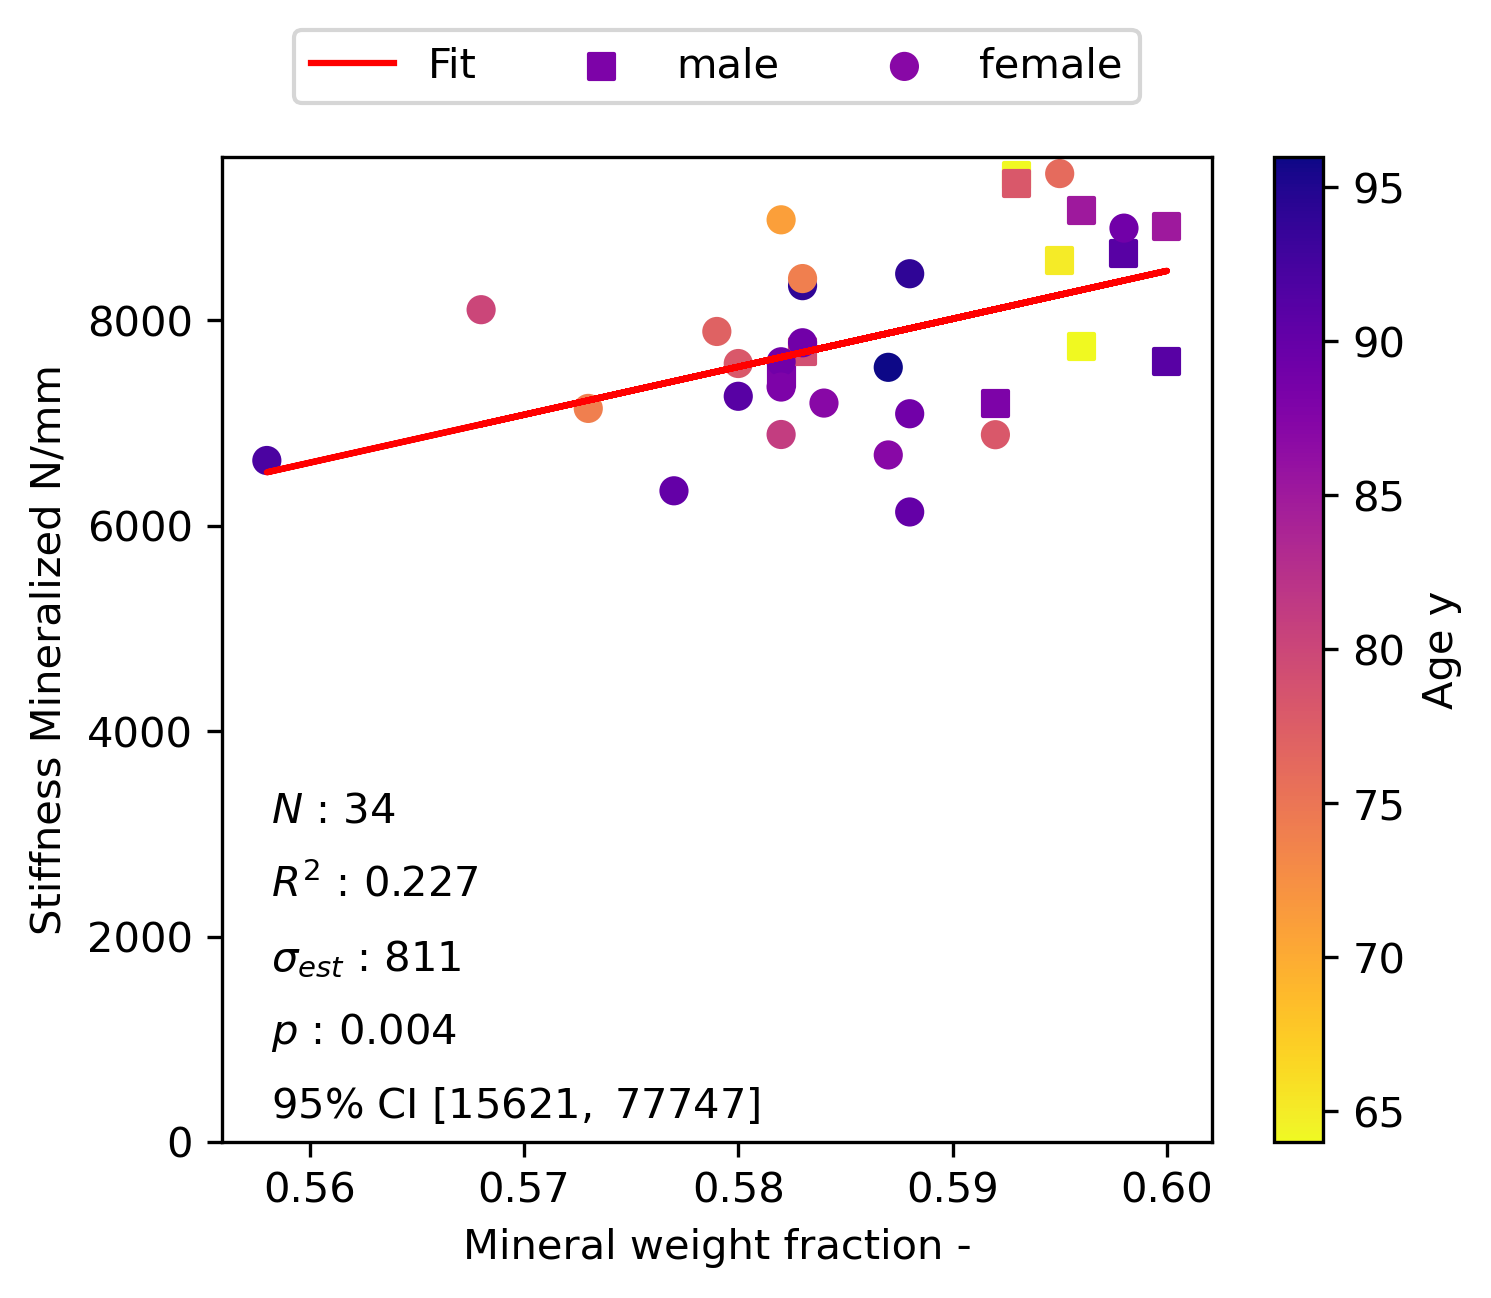 Fit male female
Stiffness Mineralized N/mm
8000
6000
4000
2000
0
N : 34
R² : 0.227
σest : 811
p : 0.004
95% CI [15621, 77747]
0.56 0.57 0.58 0.59 0.60
Mineral weight fraction -
95
90
85
80
75
70
65
Age y